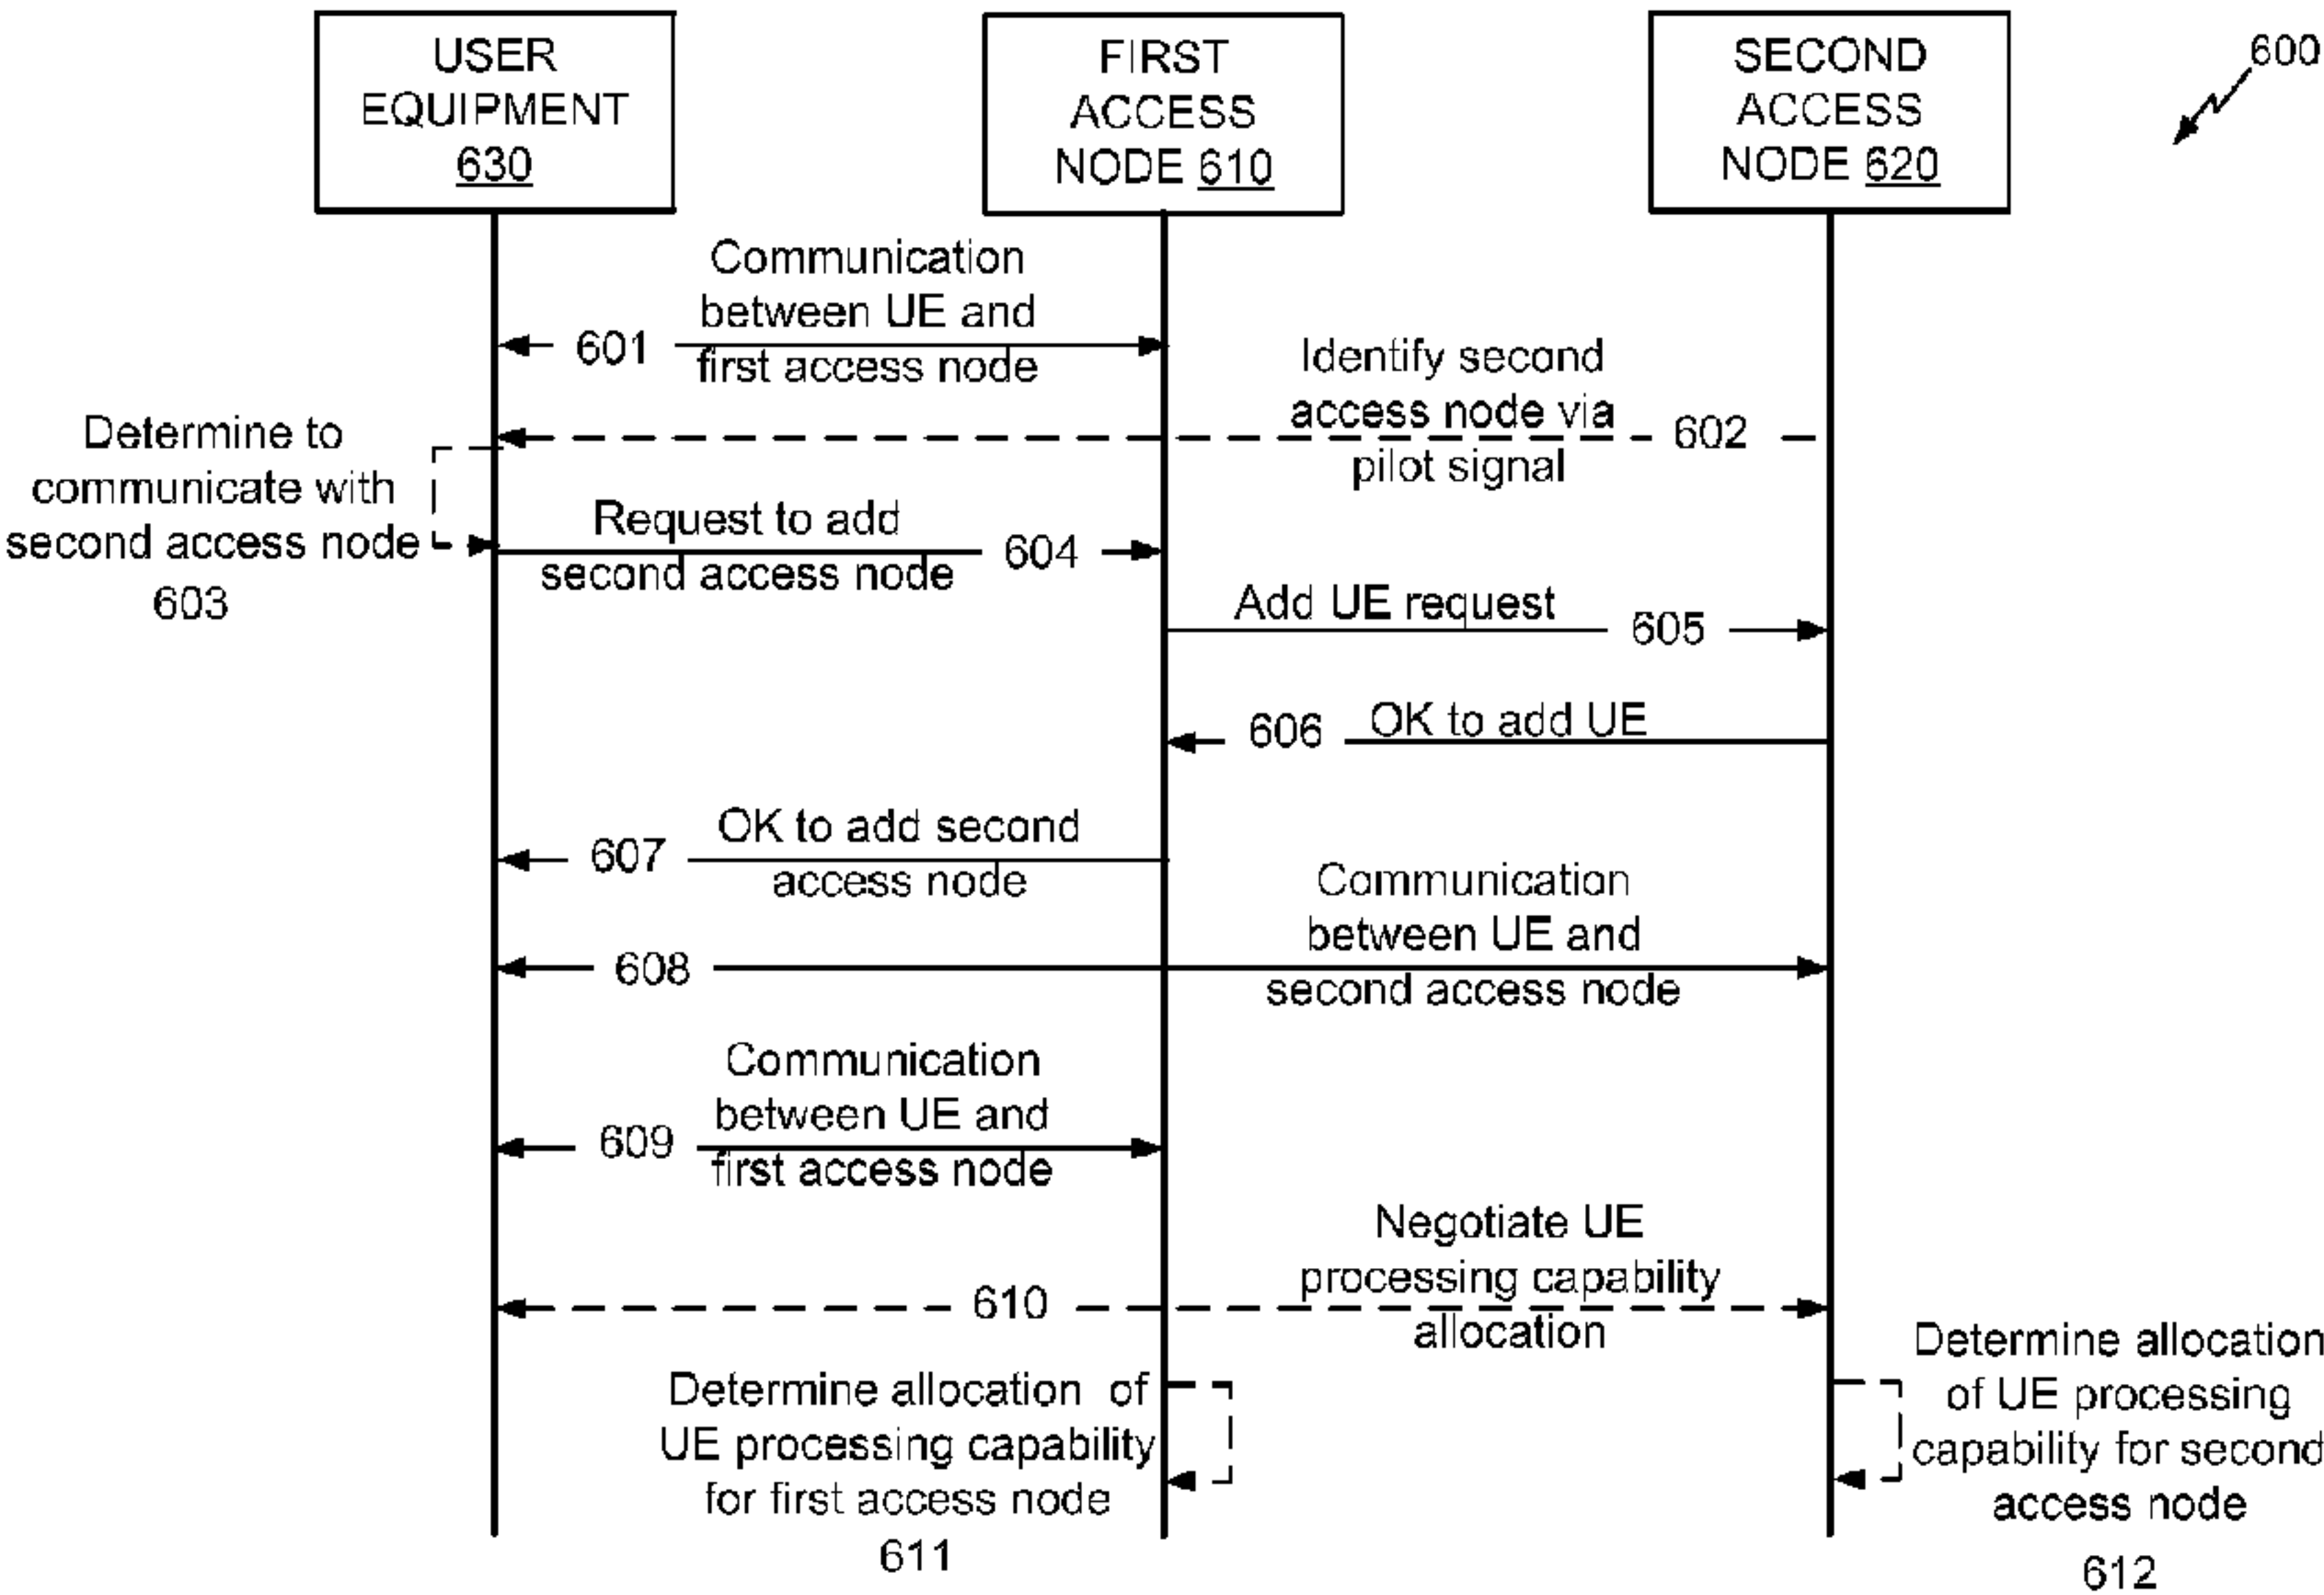 USER
EQUIPMENT
630
FIRST
ACCESS
NODE 610
SECOND
ACCESS
NODE 620
600
Communication
between UE and
601
first access node
Identify second
access node via
602
pilot signal
Determine to
communicate with
second access node
603
Request to add
604
second access node
Add UE request
605
606
OK to add UE
OK to add second
607
access node
Communication
between UE and
608
second access node
Communication
between UE and
609
first access node
Negotiate UE
processing capability
610
allocation
Determine allocation of
UE processing capability
for first access node
611
Determine allocation
of UE processing
capability for second
access node
612